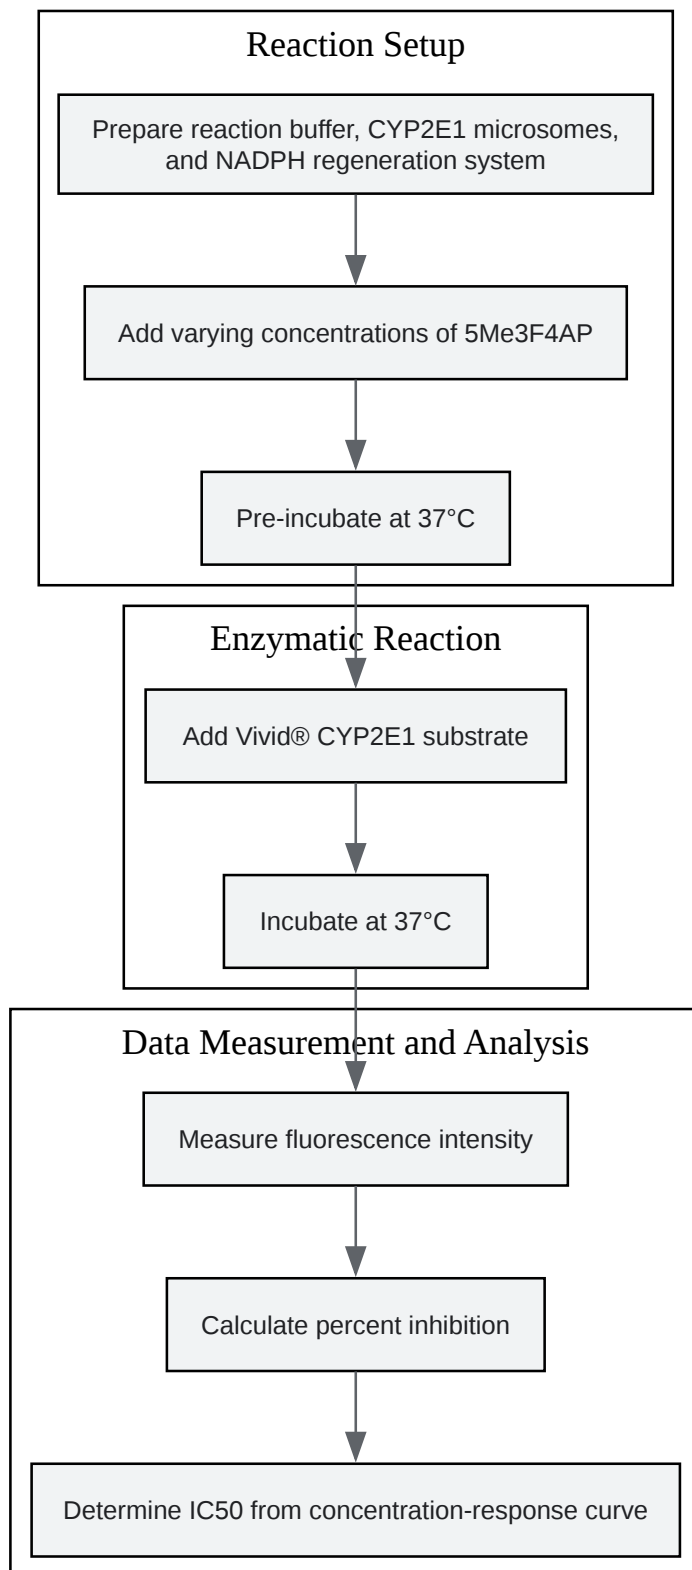 Reaction Setup
Prepare reaction buffer, CYP2E1 microsomes,
and NADPH regeneration system
Add varying concentrations of 5Me3F4AP
Pre-incubate at 37°C
Enzymatic Reaction
Add Vivid® CYP2E1 substrate
Incubate at 37°C
Data Measurement and Analysis
Measure fluorescence intensity
Calculate percent inhibition
Determine IC50 from concentration-response curve